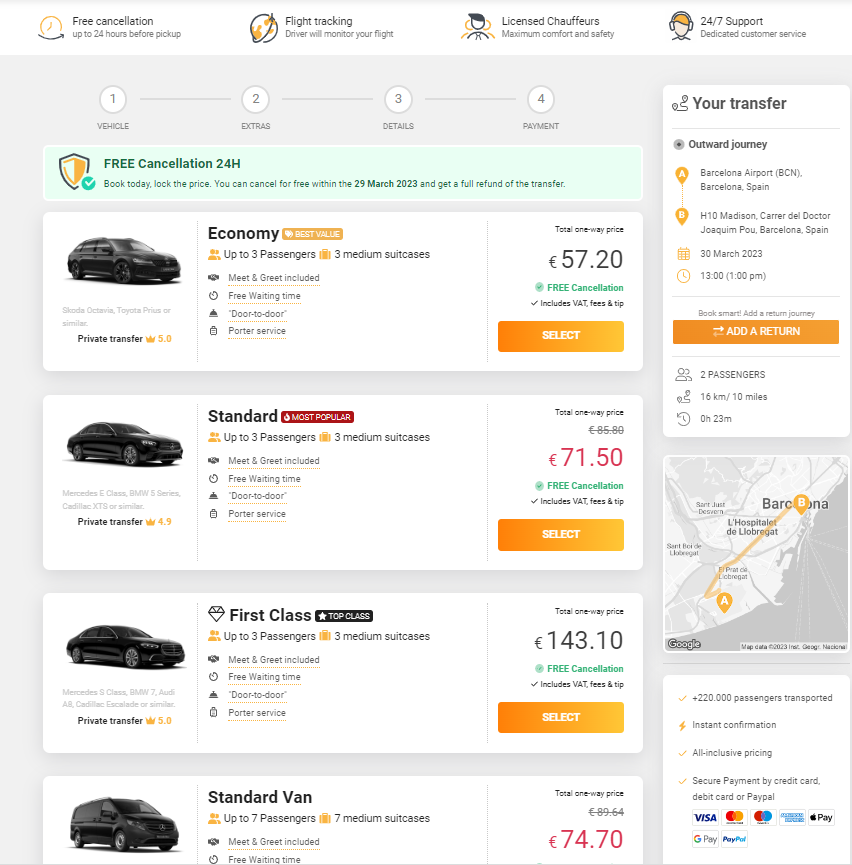 Free cancellation
up to 24 hours before pickup
Flight tracking
Driver will monitor your flight
Licensed Chauffeurs
Maximum comfort and safety
24/7 Support
Dedicated customer service
1
2
3
4
VEHICLE
EXTRAS
DETAILS
PAYMENT
FREE Cancellation 24H
Book today, lock the price. You can cancel for free within the 29 March 2023 and get a full refund of the transfer.
Economy BEST VALUE
Up to 3 Passengers 3 medium suitcases
Meet & Greet included
Free Waiting time
"Door-to-door"
Porter service
Skoda Octavia, Toyota Prius or
similar.
Private transfer 5.0
Total one-way price
€ 57.20
FREE Cancellation
Includes VAT, fees & tip
SELECT
Standard MOST POPULAR
Up to 3 Passengers 3 medium suitcases
Meet & Greet included
Free Waiting time
"Door-to-door"
Porter service
Mercedes E Class, BMW 5 Series,
Cadillac XTS or similar.
Private transfer 4.9
Total one-way price
€ 85.80
€ 71.50
FREE Cancellation
Includes VAT, fees & tip
SELECT
First Class TOP CLASS
Up to 3 Passengers 3 medium suitcases
Meet & Greet included
Free Waiting time
"Door-to-door"
Porter service
Mercedes S Class, BMW 7, Audi
A8, Cadillac Escalade or similar.
Private transfer 5.0
Total one-way price
€ 143.10
FREE Cancellation
Includes VAT, fees & tip
SELECT
Standard Van
Up to 7 Passengers 7 medium suitcases
Meet & Greet included
Free Waiting time
Total one-way price
€ 89.64
€ 74.70
Your transfer
Outward journey
A
Barcelona Airport (BCN),
Barcelona, Spain
B
H10 Madison, Carrer del Doctor
Joaquim Pou, Barcelona, Spain
30 March 2023
13:00 (1:00 pm)
Book smart! Add a return journey
ADD A RETURN
2 PASSENGERS
16 km/ 10 miles
0h 23m
Sant Just
Desvern
B
L'Hospitalet
de Llobregat
Sant Boi de
Llobregat
El Prat de
Llobregat
A
Google
Map data ©2023 Inst. Geogr. Nacional
+220.000 passengers transported
Instant confirmation
All-inclusive pricing
Secure Payment by credit card,
debit card or Paypal
VISA
AMERICAN EXPRESS
Pay
G Pay
PayPal